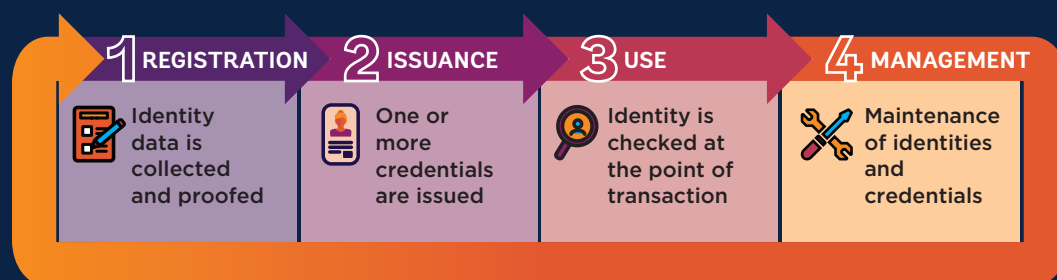 1 REGISTRATION
Identity
data is
collected
and proofed
2 ISSUANCE
One or
more
credentials
are issued
3 USE
Identity is
checked at
the point of
transaction
4 MANAGEMENT
Maintenance
of identities
and
credentials